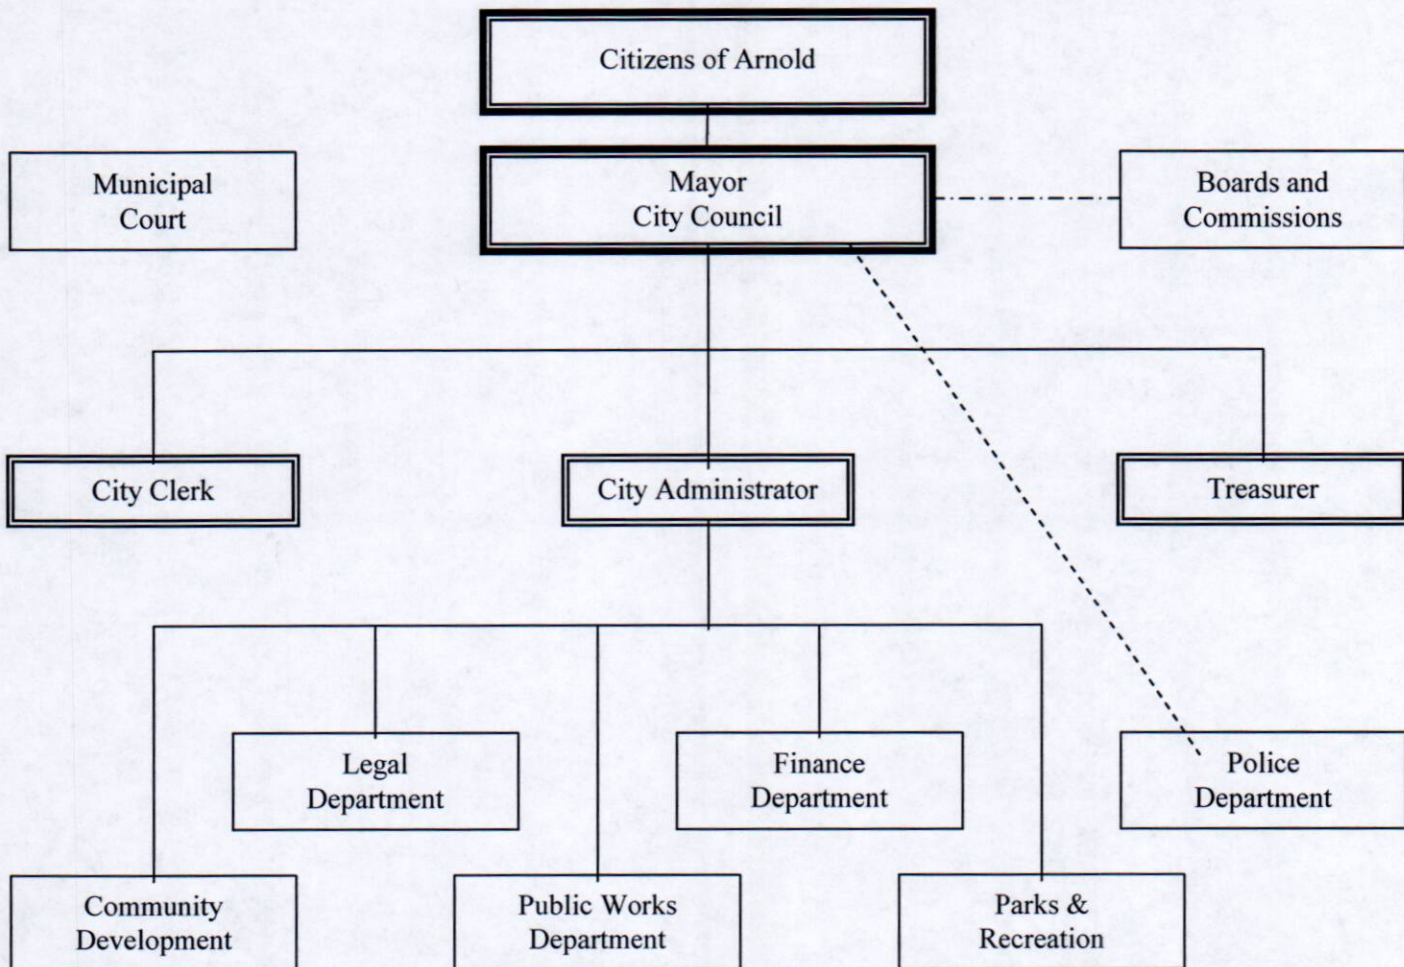 Citizens of Arnold
Municipal
Court
Mayor
City Council
Boards and
Commissions
City Clerk
City Administrator
Treasurer
Legal
Department
Finance
Department
Police
Department
Community
Development
Public Works
Department
Parks &
Recreation